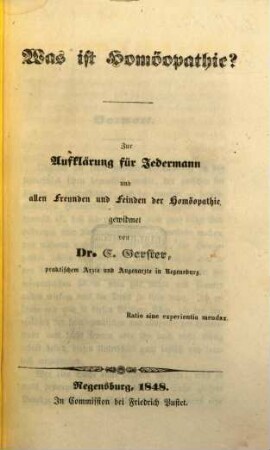 Was ist Homöopathie?
Zur
Aufklärung für Jedermann
und
allen Freunden und Feinden der Homöopathie
gewidmet
von
Dr. C. Gerster,
praktischem Arzte und Augenarzte in Regensburg.
Ratio sine experientia mendax.
Regensburg, 1848.
In Commission bei Friedrich Pustet.